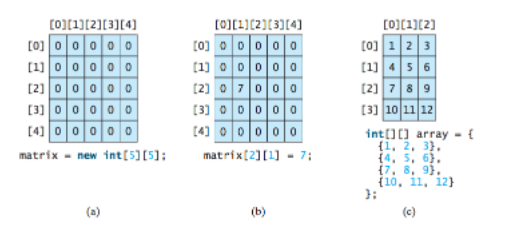 [0][1][2][3][4]
[0] 0 0 0 0 0
[1] 0 0 0 0 0
[2] 0 0 0 0 0
[3] 0 0 0 0 0
[4] 0 0 0 0 0
matrix = new int[5][5];
(a)
[0][1][2][3][4]
[0] 0 0 0 0 0
[1] 0 0 0 0 0
[2] 0 7 0 0 0
[3] 0 0 0 0 0
[4] 0 0 0 0 0
matrix[2][1] = 7;
(b)
[0][1][2]
[0] 1 2 3
[1] 4 5 6
[2] 7 8 9
[3] 10 11 12
int[][] array = {
{1, 2, 3},
{4, 5, 6},
{7, 8, 9},
{10, 11, 12}
};
(c)